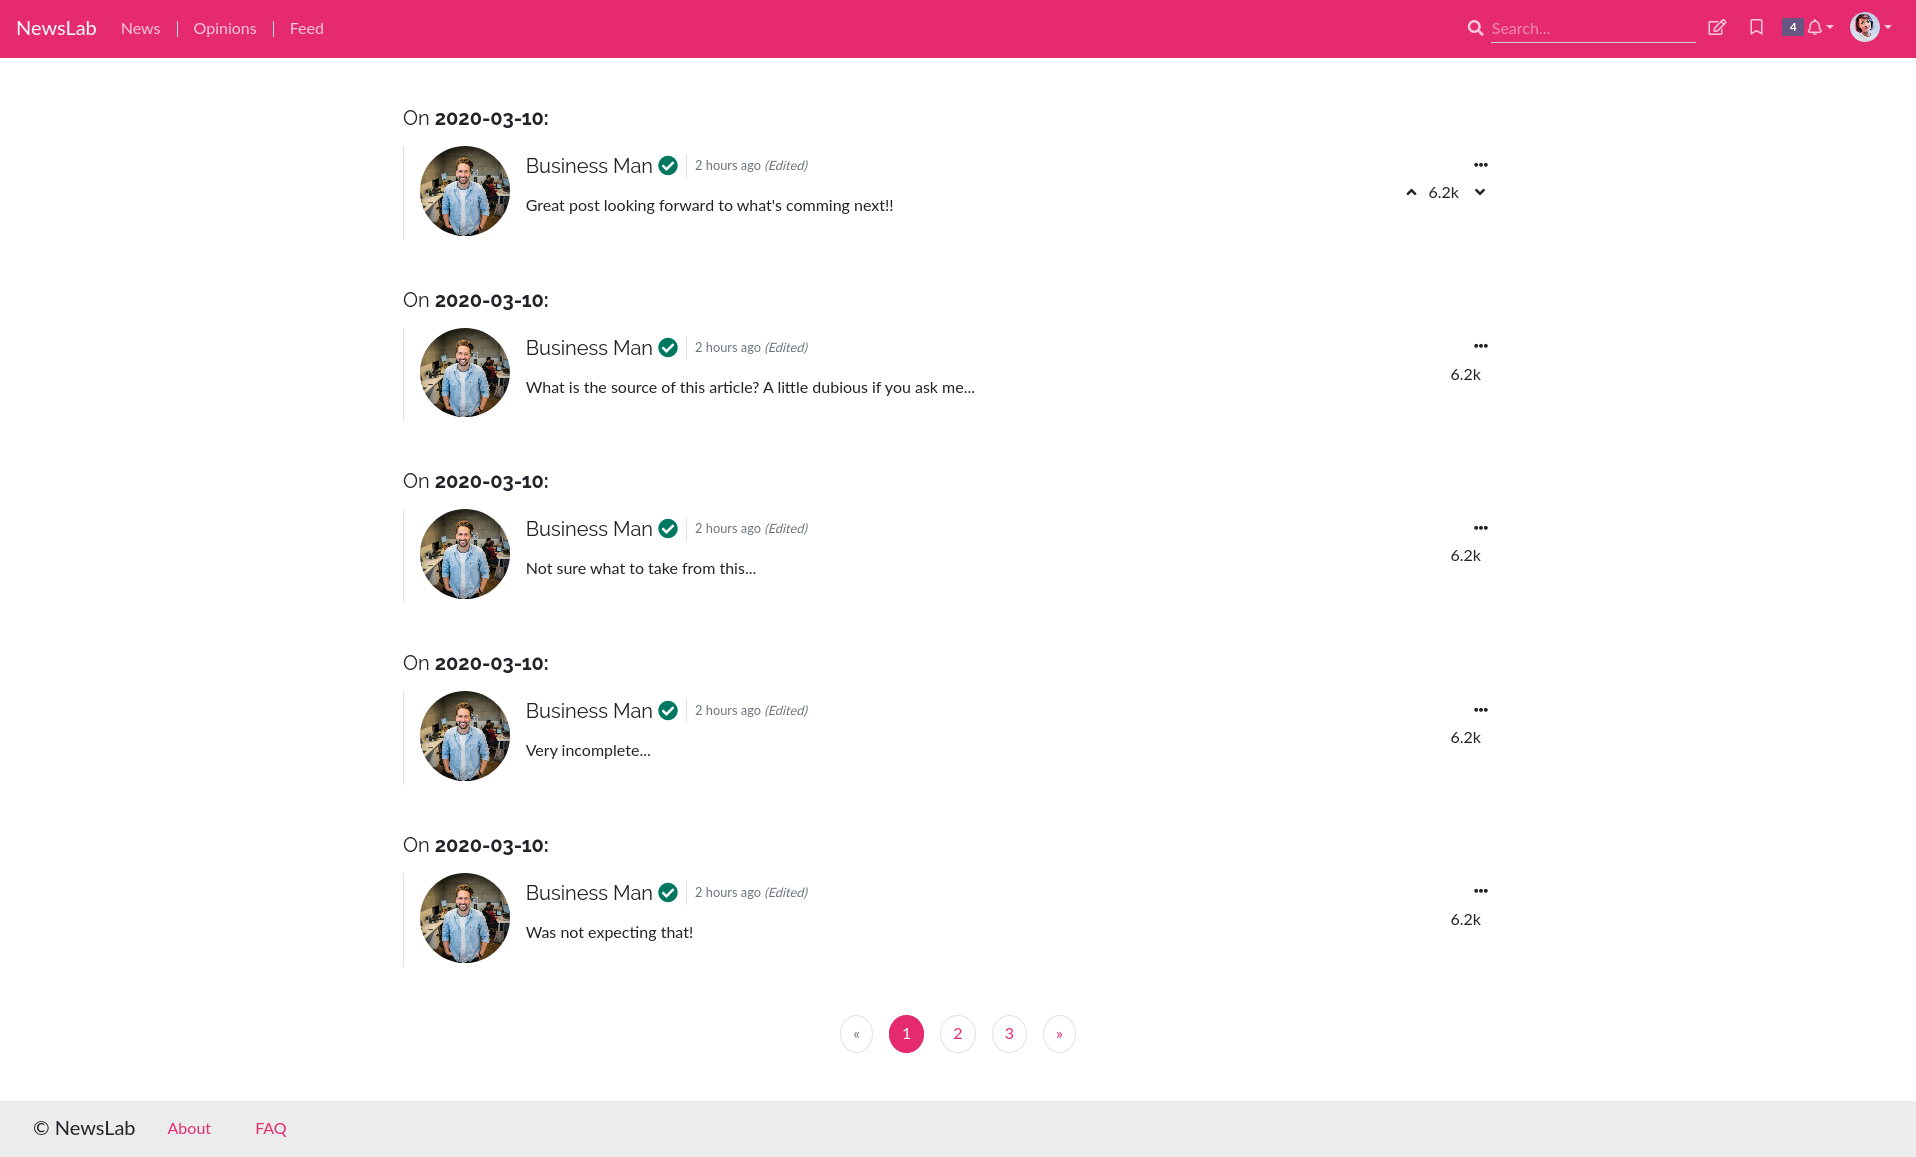 NewsLab News | Opinions | Feed Search... 4
On 2020-03-10:
Business Man 2 hours ago (Edited)
6.2k
Great post looking forward to what's comming next!!
On 2020-03-10:
Business Man 2 hours ago (Edited)
6.2k
What is the source of this article? A little dubious if you ask me...
On 2020-03-10:
Business Man 2 hours ago (Edited)
6.2k
Not sure what to take from this...
On 2020-03-10:
Business Man 2 hours ago (Edited)
6.2k
Very incomplete...
On 2020-03-10:
Business Man 2 hours ago (Edited)
6.2k
Was not expecting that!
« 1 2 3 »
© NewsLab About FAQ